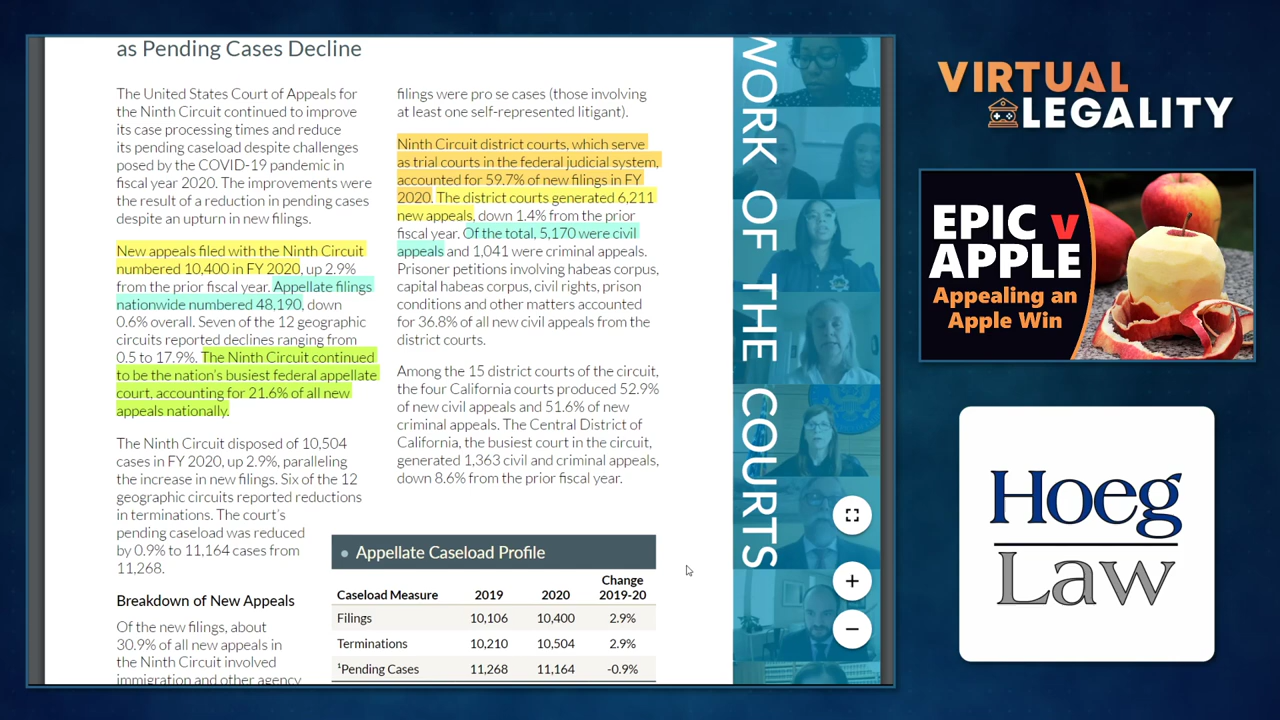 as Pending Cases Decline
The United States Court of Appeals for
the Ninth Circuit continued to improve
its case processing times and reduce
its pending caseload despite challenges
posed by the COVID-19 pandemic in
fiscal year 2020. The improvements were
the result of a reduction in pending cases
despite an upturn in new filings.
New appeals filed with the Ninth Circuit
numbered 10,400 in FY 2020, up 2.9%
from the prior fiscal year. Appellate filings
nationwide numbered 48,190, down
0.6% overall. Seven of the 12 geographic
circuits reported declines ranging from
0.5 to 17.9%. The Ninth Circuit continued
to be the nation's busiest federal appellate
court, accounting for 21.6% of all new
appeals nationally.
The Ninth Circuit disposed of 10,504
cases in FY 2020, up 2.9%, paralleling
the increase in new filings. Six of the 12
geographic circuits reported reductions
in terminations. The court's
pending caseload was reduced
by 0.9% to 11,164 cases from
11,268.
Breakdown of New Appeals
Of the new filings, about
30.9% of all new appeals in
the Ninth Circuit involved
immigration and other agency
filings were pro se cases (those involving
at least one self-represented litigant).
Ninth Circuit district courts, which serve
as trial courts in the federal judicial system,
accounted for 59.7% of new filings in FY
2020. The district courts generated 6,211
new appeals, down 1.4% from the prior
fiscal year. Of the total, 5,170 were civil
appeals and 1,041 were criminal appeals.
Prisoner petitions involving habeas corpus,
capital habeas corpus, civil rights, prison
conditions and other matters accounted
for 36.8% of all new civil appeals from the
district courts.
Among the 15 district courts of the circuit,
the four California courts produced 52.9%
of new civil appeals and 51.6% of new
criminal appeals. The Central District of
California, the busiest court in the circuit,
generated 1,363 civil and criminal appeals,
down 8.6% from the prior fiscal year.
Appellate Caseload Profile
Caseload Measure 2019 2020 Change 2019-20
Filings 10,106 10,400 2.9%
Terminations 10,210 10,504 2.9%
¹Pending Cases 11,268 11,164 -0.9%
WORK OF THE COURTS
VIRTUAL
LEGALITY
EPIC v
APPLE
Appealing an
Apple Win
Hoeg
Law